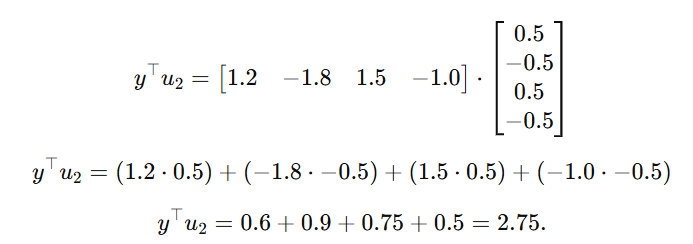 y⊤u₂ = [1.2 −1.8 1.5 −1.0] · [0.5 −0.5 0.5 −0.5]
y⊤u₂ = (1.2 · 0.5) + (−1.8 · −0.5) + (1.5 · 0.5) + (−1.0 · −0.5)
y⊤u₂ = 0.6 + 0.9 + 0.75 + 0.5 = 2.75.